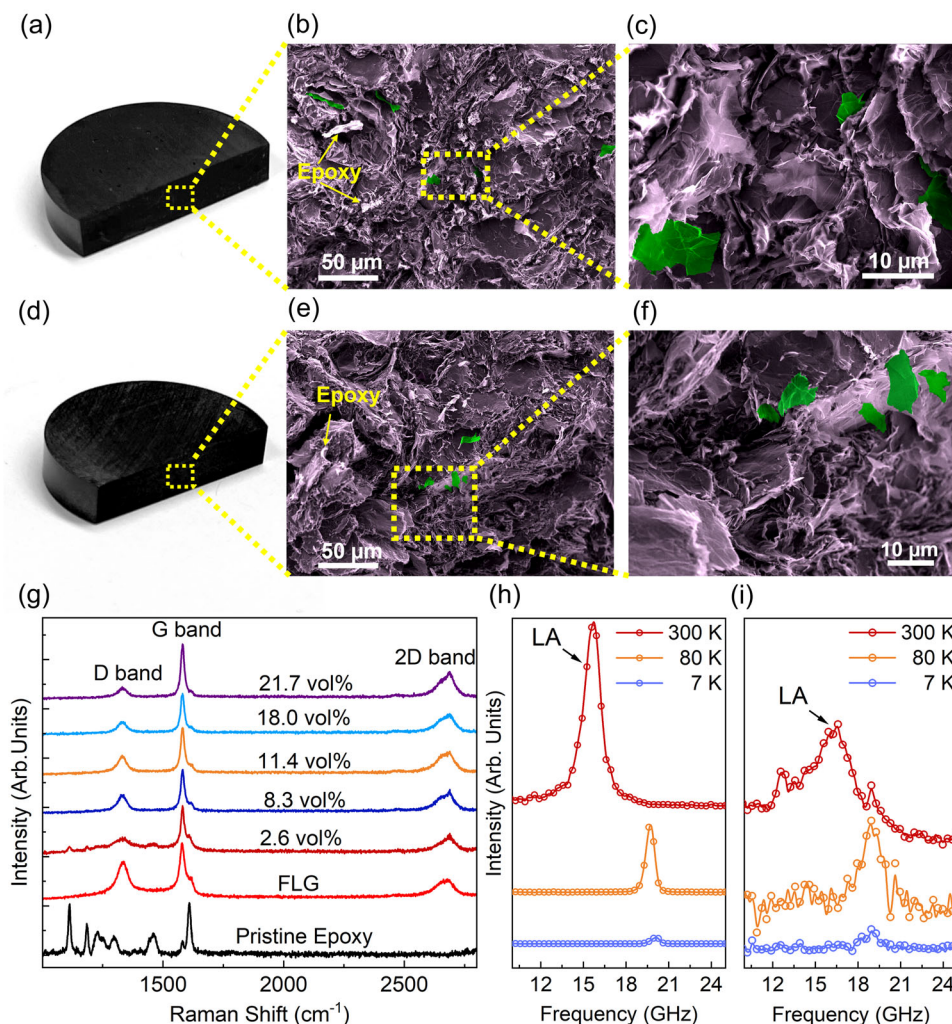 (a)
(b)
(c)
Epoxy
50 µm
10 µm
(d)
(e)
(f)
Epoxy
50 µm
10 µm
(g)
(h)
(i)
G band
D band
2D band
21.7 vol%
18.0 vol%
11.4 vol%
8.3 vol%
2.6 vol%
FLG
Pristine Epoxy
Intensity (Arb.Units)
1500 2000 2500
Raman Shift (cm⁻¹)
LA
300 K
80 K
7 K
Intensity (Arb. Units)
12 15 18 21 24
Frequency (GHz)
LA
300 K
80 K
7 K
12 15 18 21 24
Frequency (GHz)